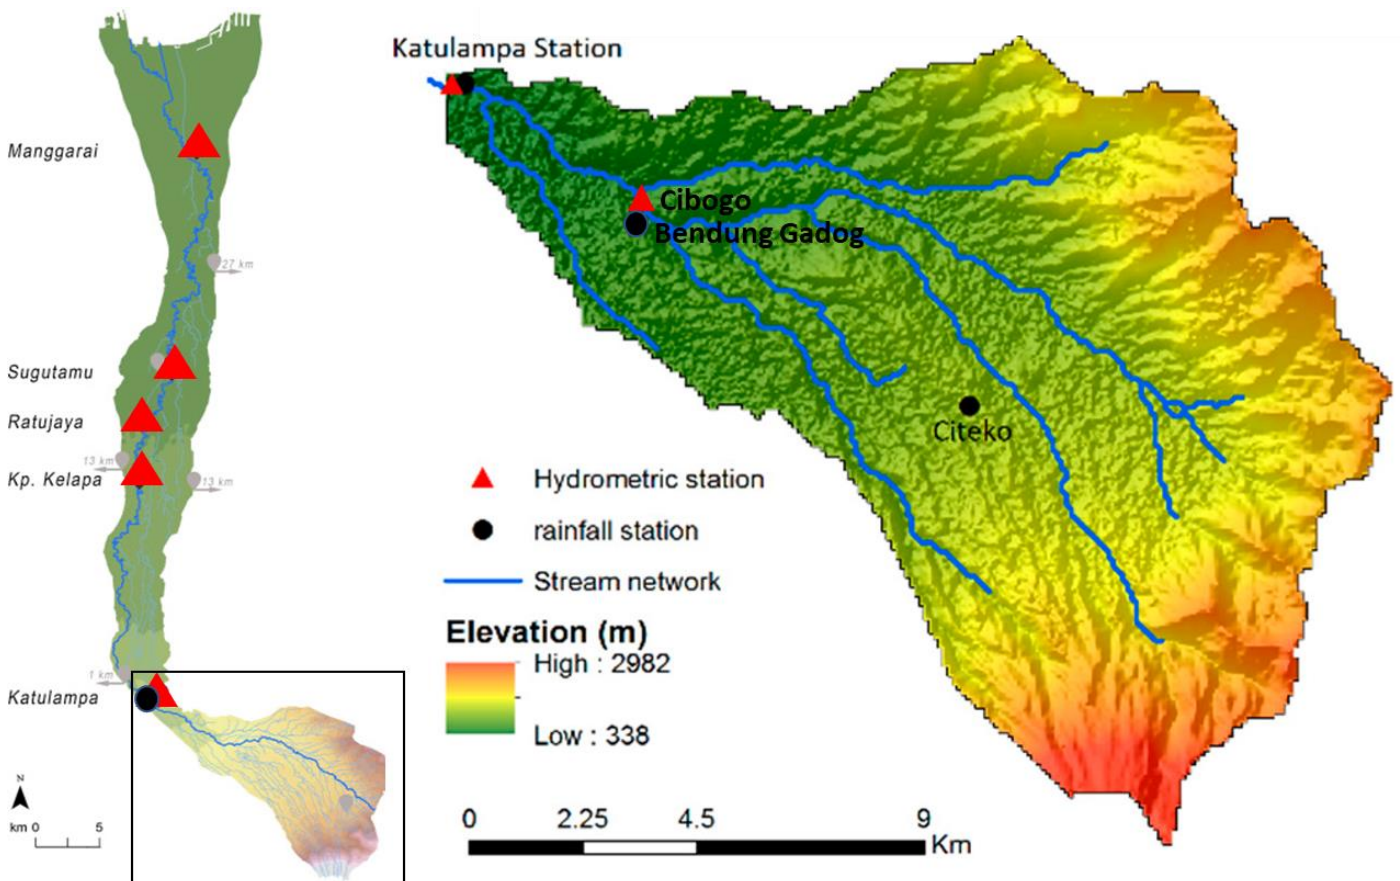 Manggarai
27 km
Sugutamu
Ratujaya
13 km
Kp. Kelapa
13 km
1 km
Katulampa
N
km 0 5
Katulampa Station
Cibogo
Bendung Gadog
Citeko
Hydrometric station
rainfall station
Stream network
Elevation (m)
High : 2982
Low : 338
0 2.25 4.5 9
Km